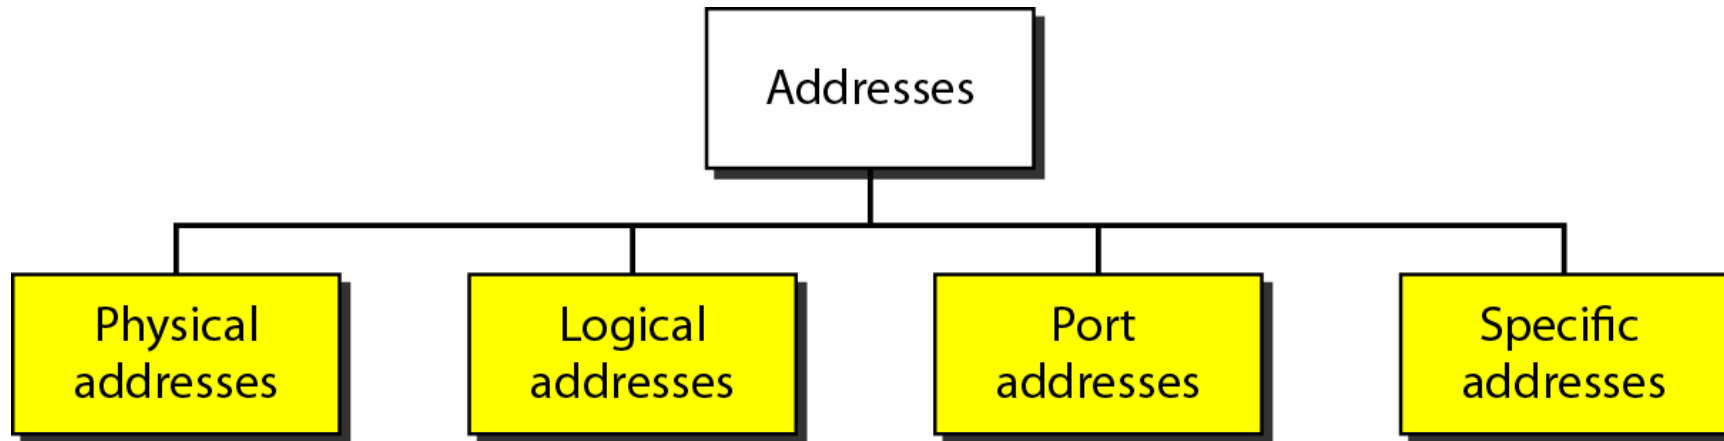 Addresses
Physical
addresses
Logical
addresses
Port
addresses
Specific
addresses